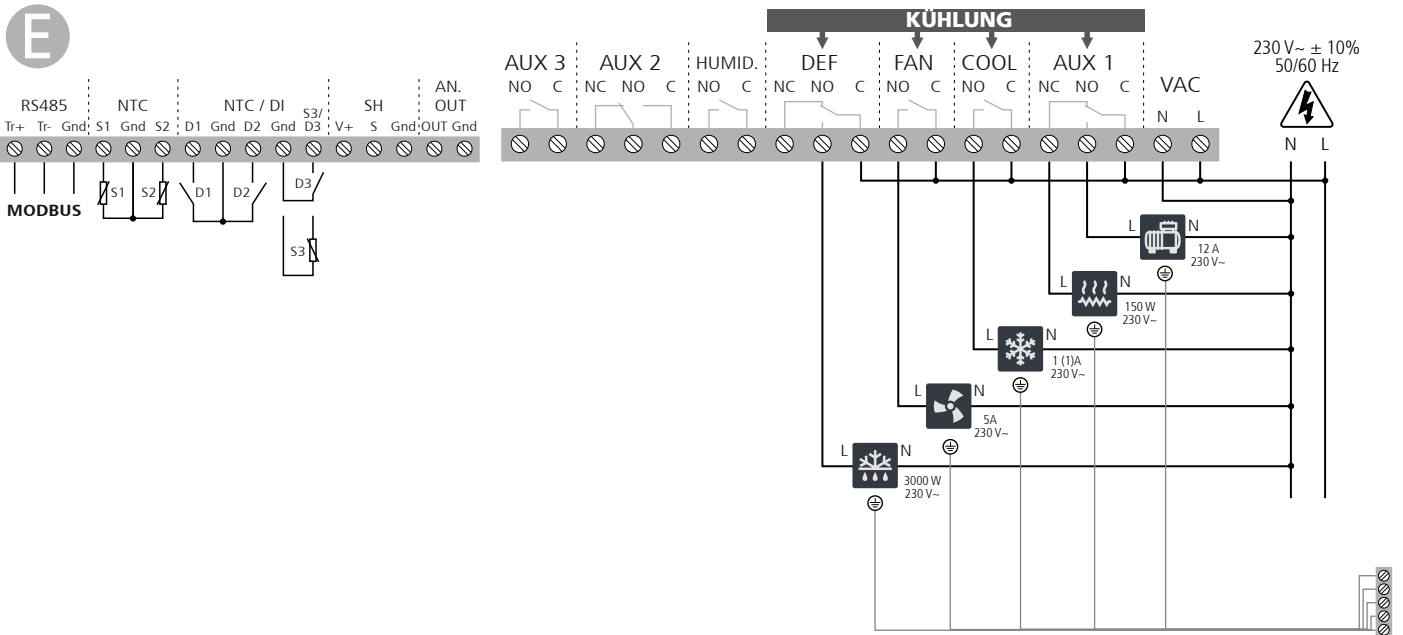 E
KÜHLUNG
230 V~ ± 10%
50/60 Hz
AUX 3 AUX 2 HUMID. DEF FAN COOL AUX 1 VAC
NO C NC NO C NO C NC NO C NO C NO C NC NO C N L
N L
RS485 NTC NTC / DI SH AN. OUT
Tr+ Tr- Gnd S1 Gnd S2 D1 Gnd D2 Gnd S3/D3 V+ S Gnd OUT Gnd
MODBUS
S1 S2 D1 D2 D3
S3
L N
12 A
230 V~
L N
150 W
230 V~
L N
1 (1)A
230 V~
L N
5A
230 V~
L N
3000 W
230 V~